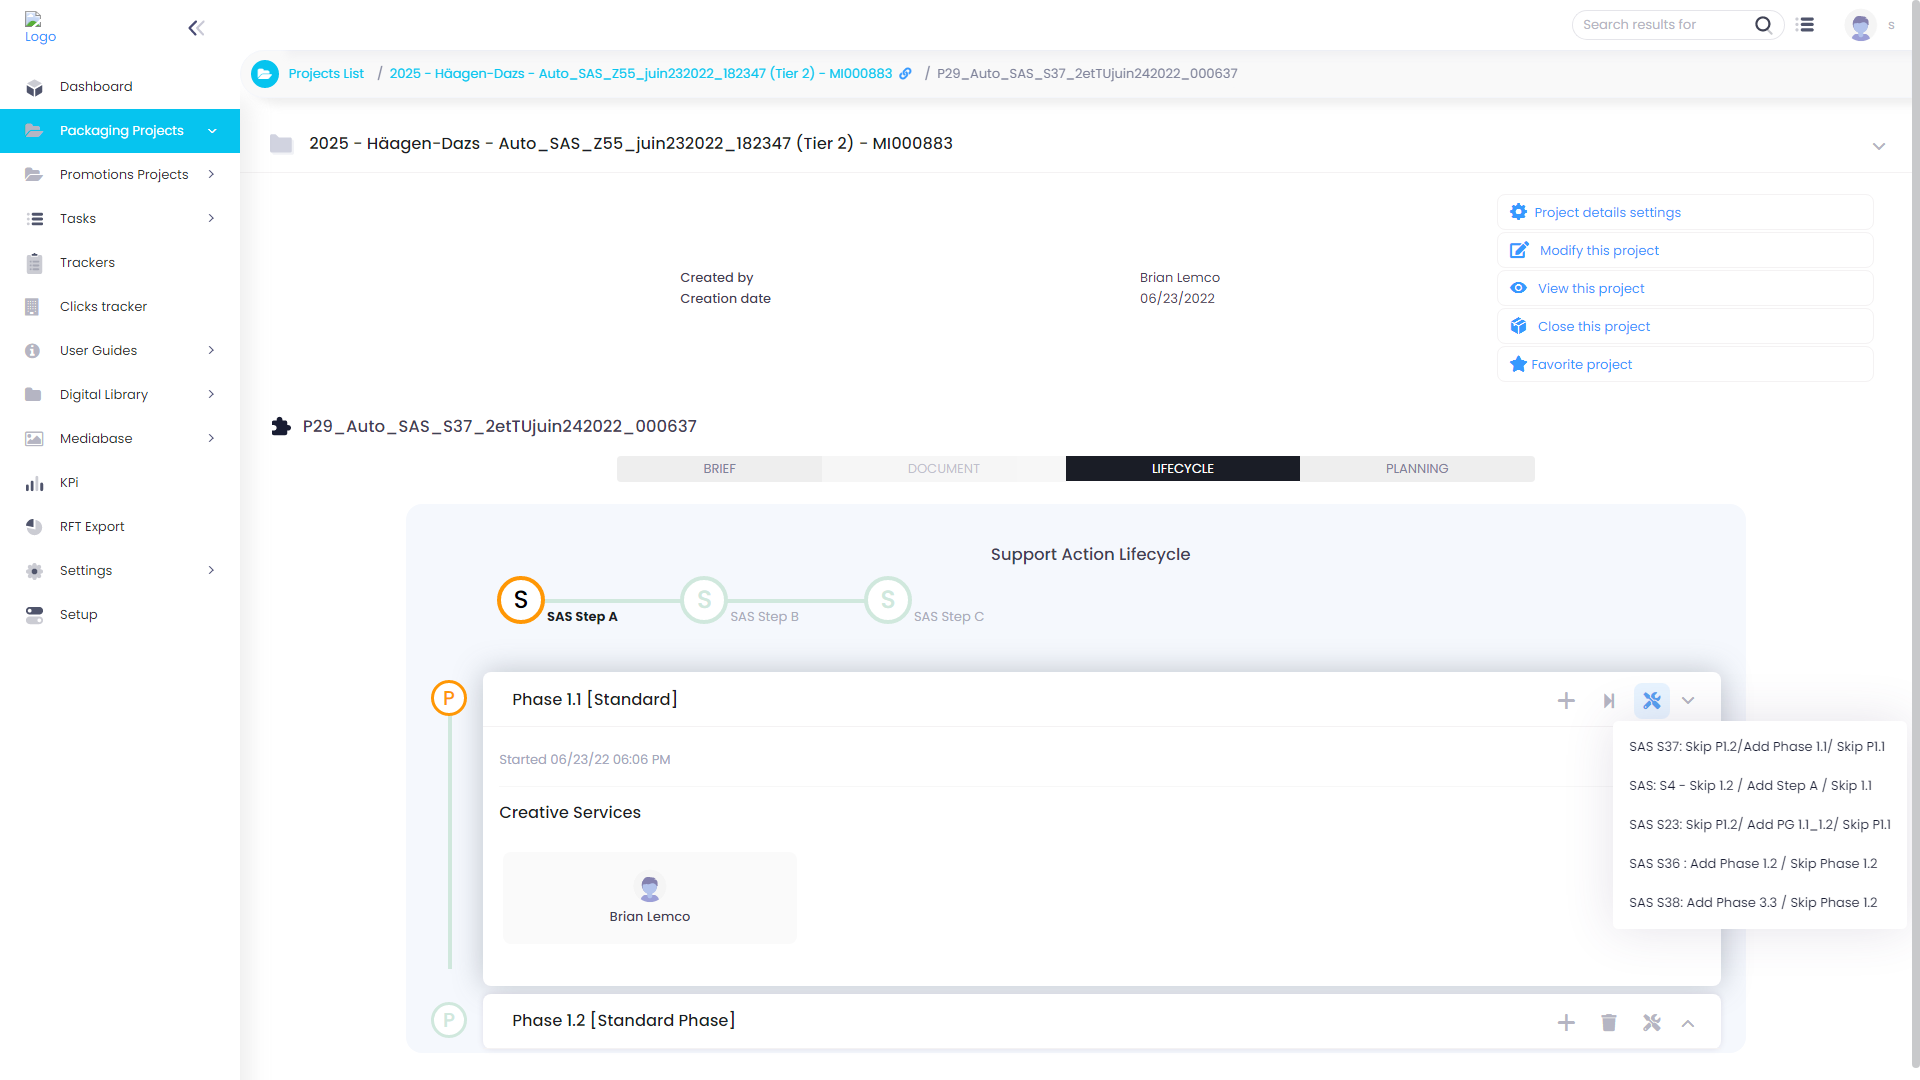 Logo
Search results for
s
Dashboard
Packaging Projects
Promotions Projects
Tasks
Trackers
Clicks tracker
User Guides
Digital Library
Mediabase
KPi
RFT Export
Settings
Setup
Projects List / 2025 - Häagen-Dazs - Auto_SAS_Z55_juin232022_182347 (Tier 2) - MI000883 / P29_Auto_SAS_S37_2etTUjuin242022_000637
2025 - Häagen-Dazs - Auto_SAS_Z55_juin232022_182347 (Tier 2) - MI000883
Created by Brian Lemco
Creation date 06/23/2022
Project details settings
Modify this project
View this project
Close this project
Favorite project
P29_Auto_SAS_S37_2etTUjuin242022_000637
BRIEF DOCUMENT LIFECYCLE PLANNING
Support Action Lifecycle
S S S
SAS Step A SAS Step B SAS Step C
P
Phase 1.1 [Standard]
Started 06/23/22 06:06 PM
Creative Services
Brian Lemco
SAS S37: Skip P1.2/Add Phase 1.1/ Skip P1.1
SAS: S4 - Skip 1.2 / Add Step A / Skip 1.1
SAS S23: Skip P1.2/ Add PG 1.1_1.2/ Skip P1.1
SAS S36 : Add Phase 1.2 / Skip Phase 1.2
SAS S38: Add Phase 3.3 / Skip Phase 1.2
P
Phase 1.2 [Standard Phase]